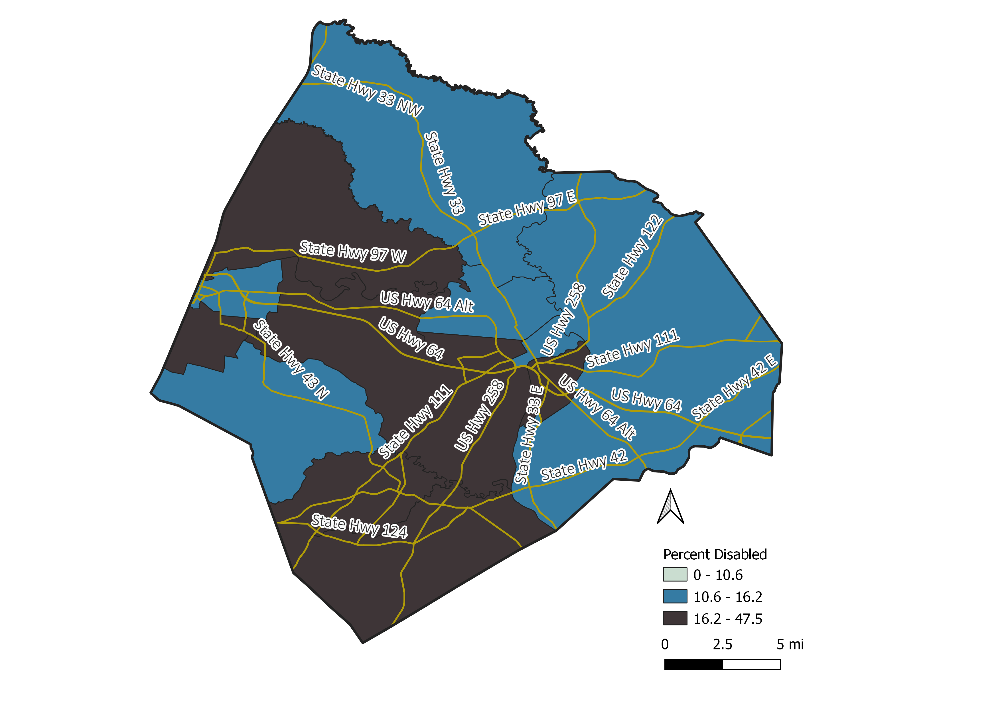 State Hwy 33 NW
State Hwy 33
State Hwy 97 E
State Hwy 122
State Hwy 97 W
US Hwy 64 Alt
US Hwy 258
US Hwy 64
State Hwy 43 N
State Hwy 111
State Hwy 42 E
US Hwy 64
US Hwy 64 Alt
State Hwy 111
US Hwy 258
State Hwy 33 E
State Hwy 42
State Hwy 124
Percent Disabled
0 - 10.6
10.6 - 16.2
16.2 - 47.5
0 2.5 5 mi